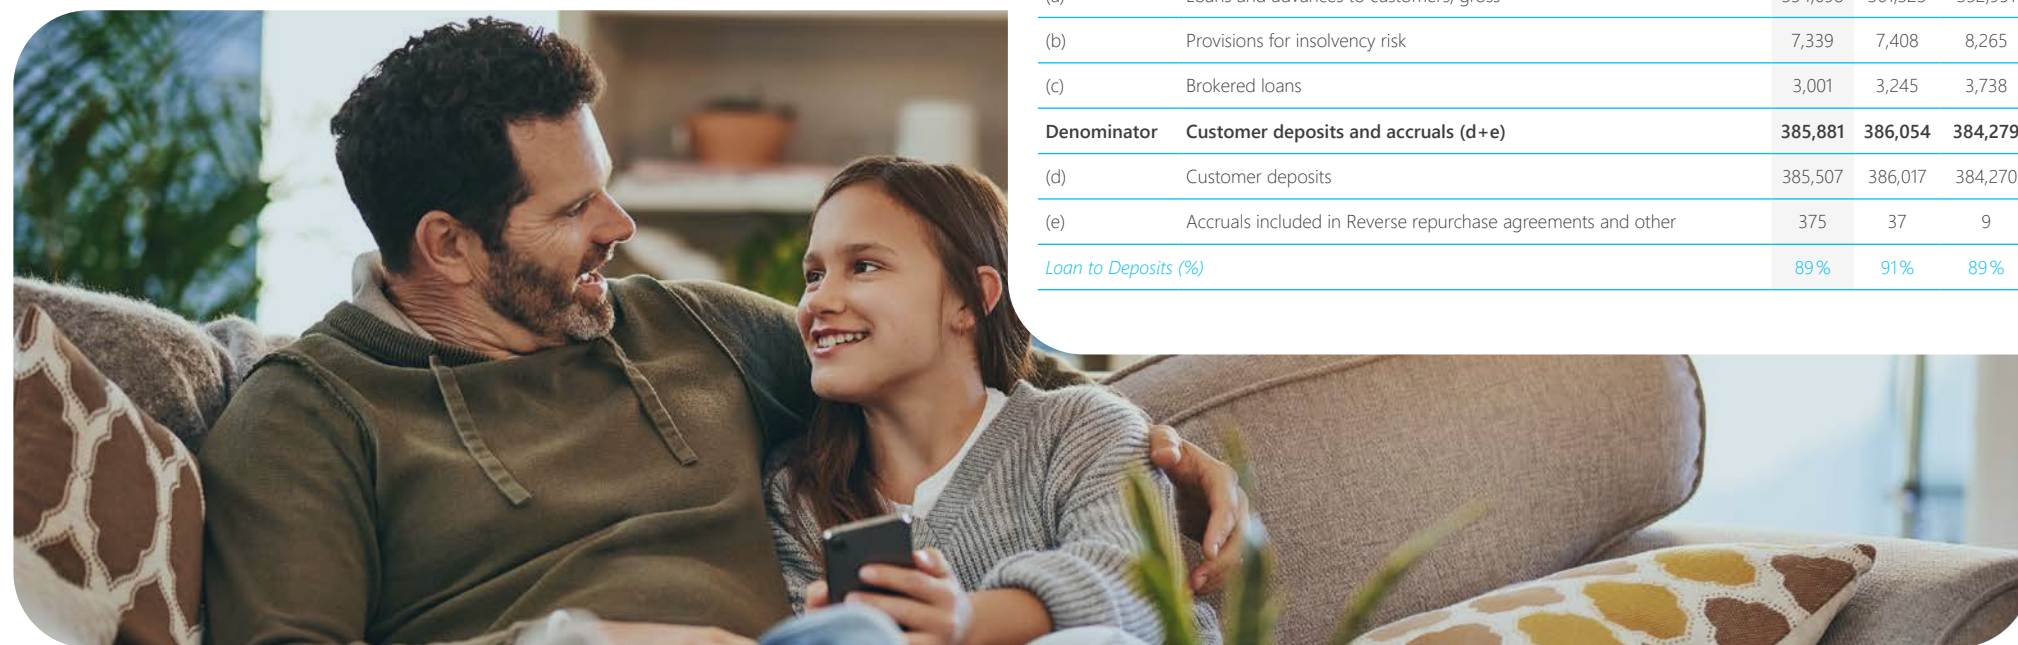 (b) Provisions for insolvency risk 7,339 7,408 8,265
(c) Brokered loans 3,001 3,245 3,738
Denominator Customer deposits and accruals (d+e) 385,881 386,054 384,279
(d) Customer deposits 385,507 386,017 384,270
(e) Accruals included in Reverse repurchase agreements and other 375 37 9
Loan to Deposits (%) 89% 91% 89%